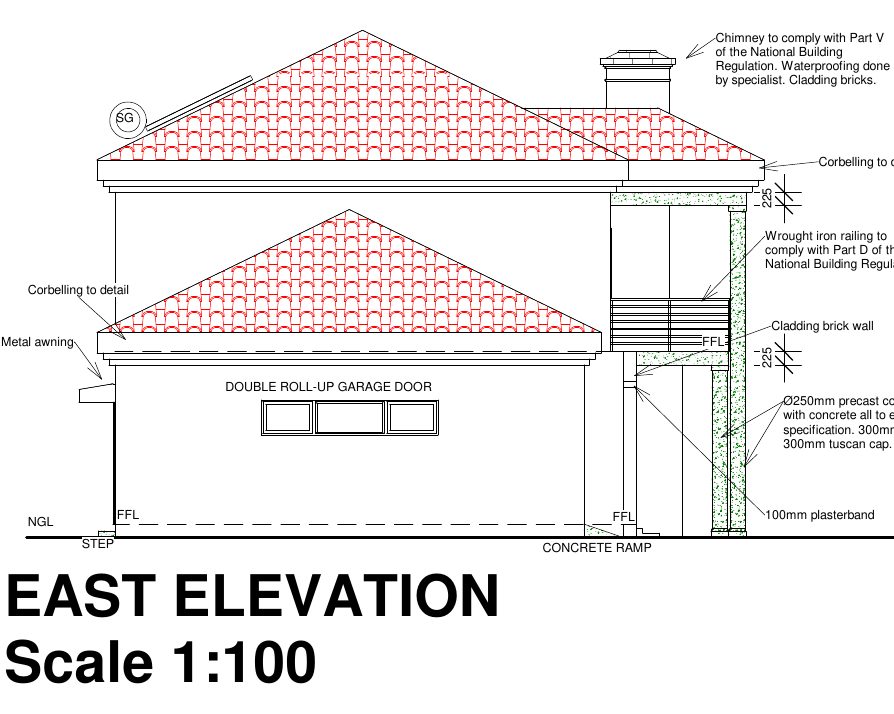 Chimney to comply with Part V
of the National Building
Regulation. Waterproofing done
by specialist. Cladding bricks.
SG
Corbelling to
225
Wrought iron railing to
comply with Part D of
National Building
Corbelling to detail
Metal awning
Cladding brick wall
FFL
225
DOUBLE ROLL-UP GARAGE DOOR
Ø250mm precast
with concrete all to
specification.
300mm tuscan cap.
FFL
FFL
100mm plasterband
NGL
STEP
CONCRETE RAMP
EAST ELEVATION
Scale 1:100